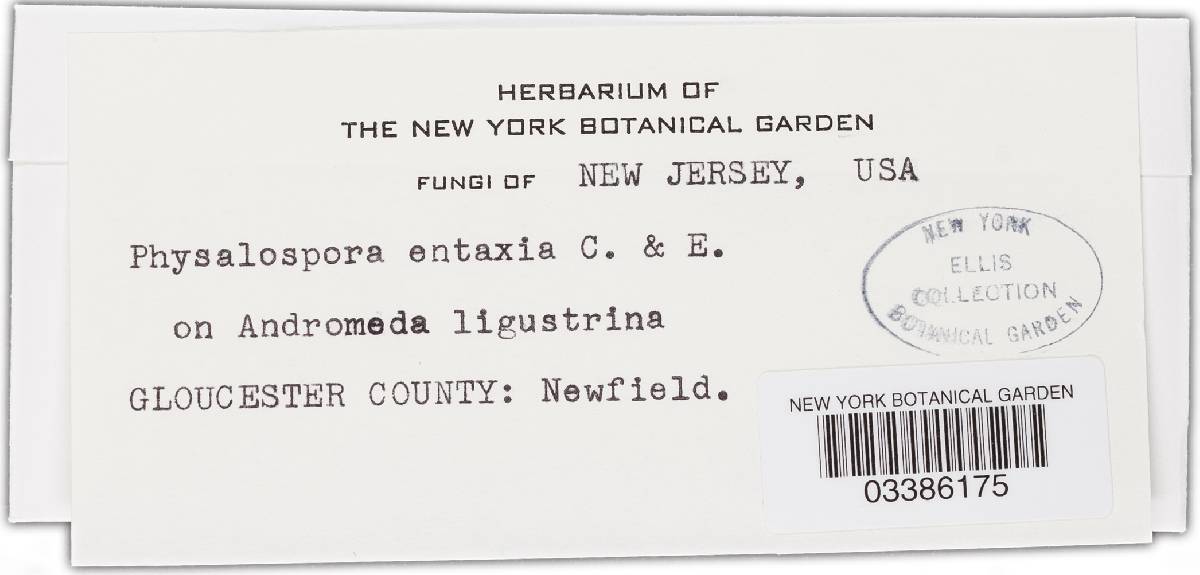 HERBARIUM OF
THE NEW YORK BOTANICAL GARDEN
FUNGI OF NEW JERSEY, USA
Physalospora entaxia C. & E.
on Andromeda ligustrina
GLOUCESTER COUNTY: Newfield.
NEW YORK
ELLIS
COLLECTION
BOTANICAL GARDEN
NEW YORK BOTANICAL GARDEN
03386175